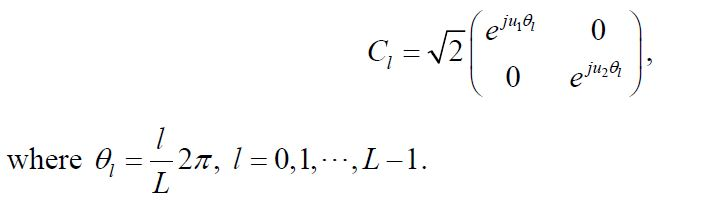 C_l = √2 ( e^{ju_1θ_l} 0
0 e^{ju_2θ_l} ),
where θ_l = l/L 2π, l = 0,1,⋯,L−1.